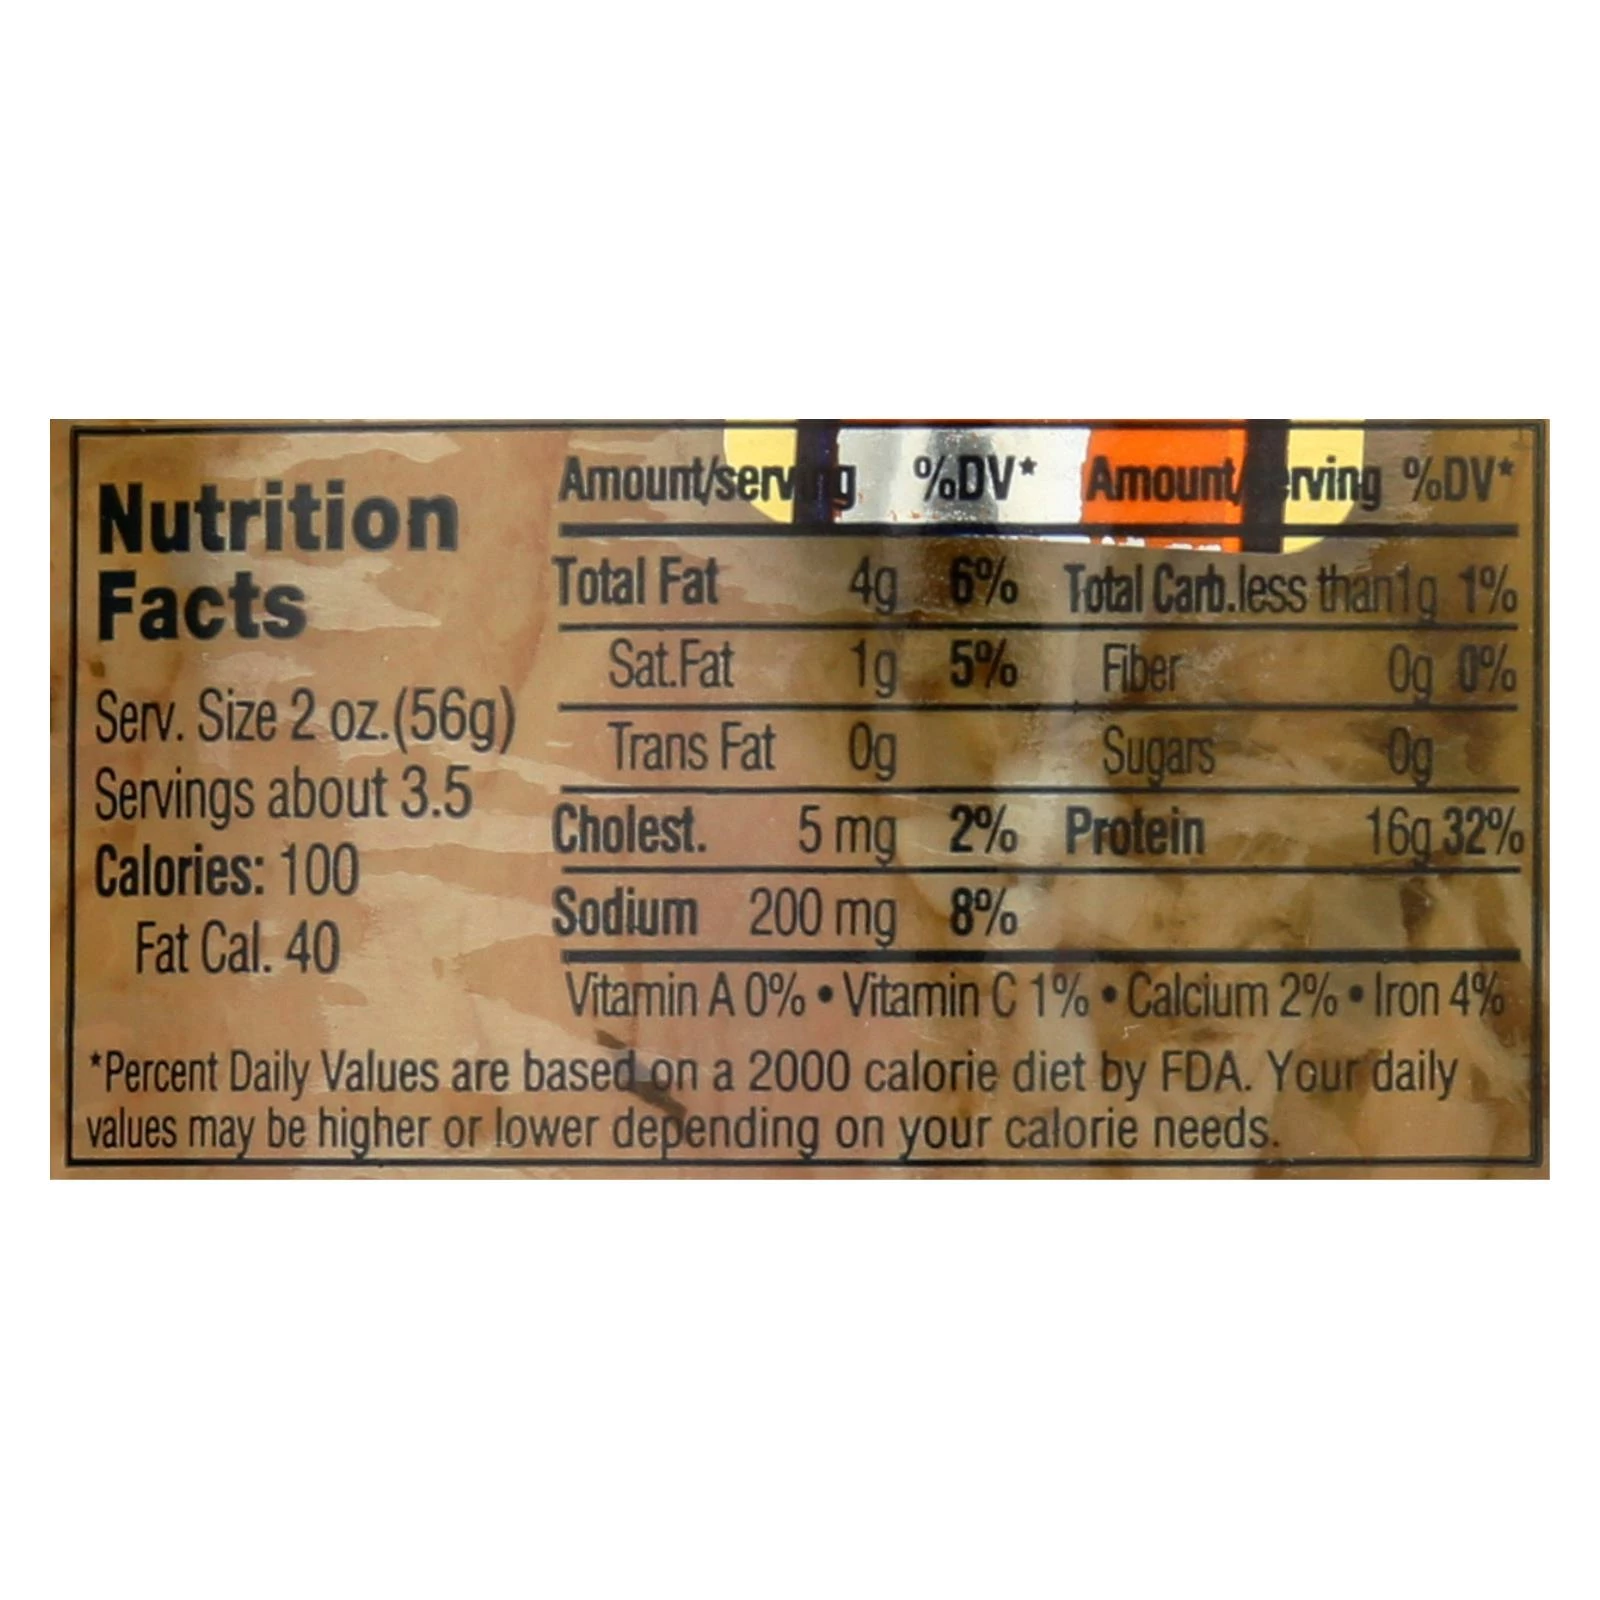 Nutrition
Facts
Serv. Size 2 oz.(56g)
Servings about 3.5
Calories: 100
Fat Cal. 40
Amount/serving %DV* Amount/serving %DV*
Total Fat 4g 6% Total Carb.less than1g 1%
Sat.Fat 1g 5% Fiber 0g 0%
Trans Fat 0g Sugars 0g
Cholest. 5 mg 2% Protein 16g 32%
Sodium 200 mg 8%
Vitamin A 0% • Vitamin C 1% • Calcium 2% • Iron 4%
*Percent Daily Values are based on a 2000 calorie diet by FDA. Your daily
values may be higher or lower depending on your calorie needs.